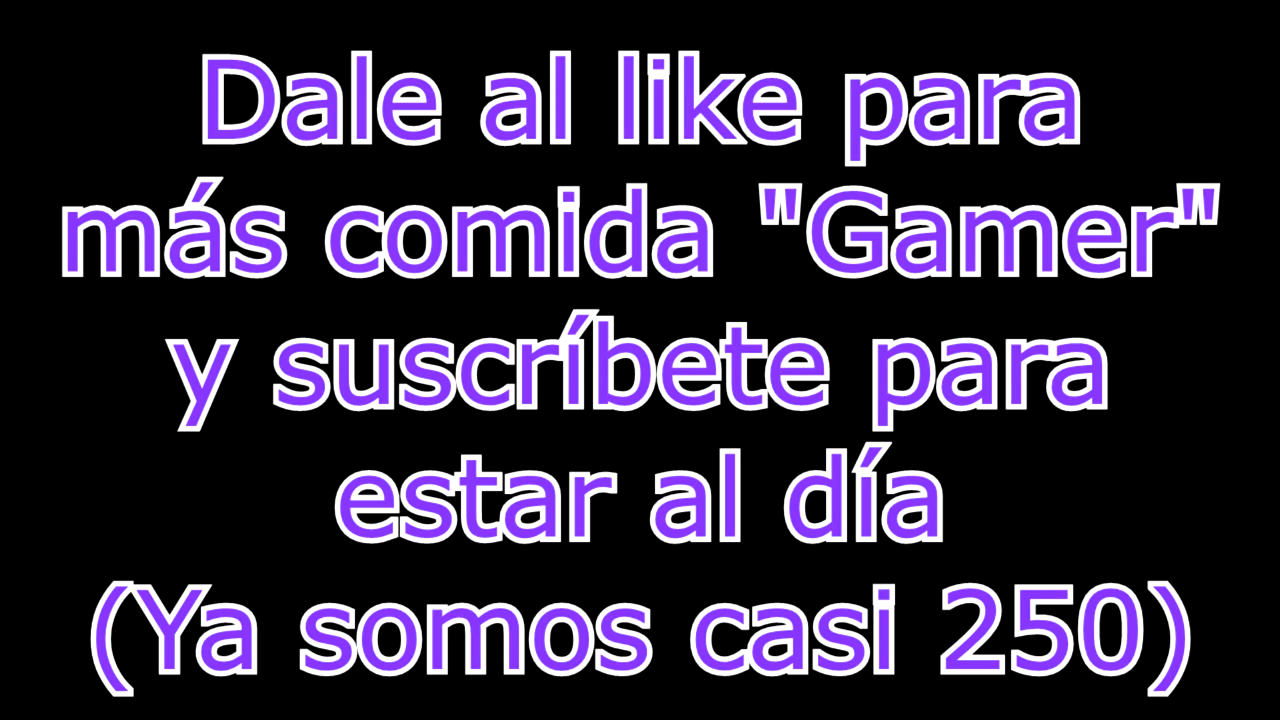 Dale al like para
más comida "Gamer"
y suscríbete para
estar al día
(Ya somos casi 250)